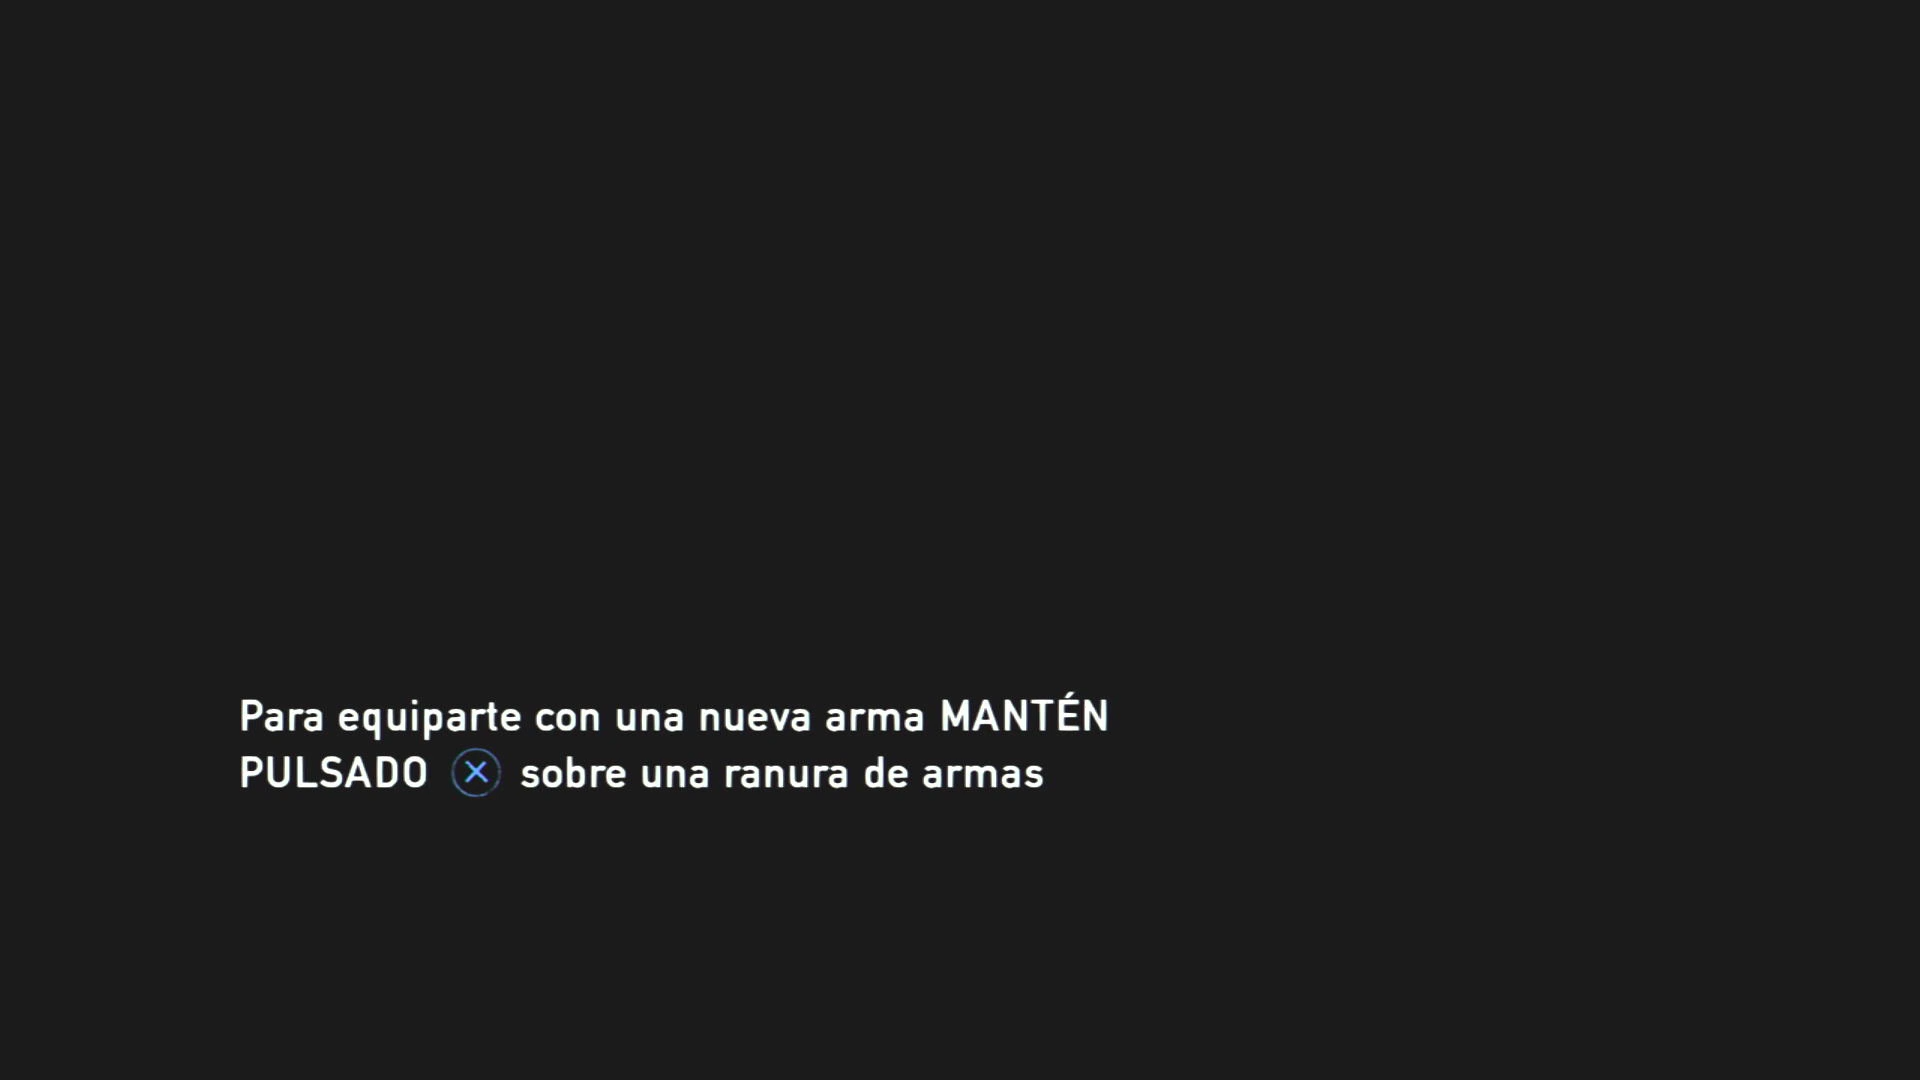 Para equiparte con una nueva arma MANTÉN
PULSADO ⓧ sobre una ranura de armas